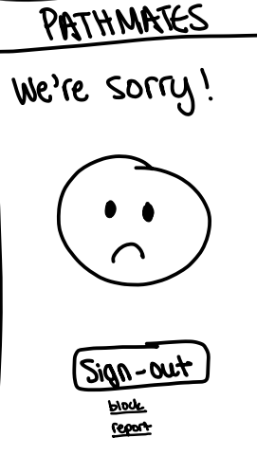 PATHMATES
We're sorry!
Sign-out
block
report